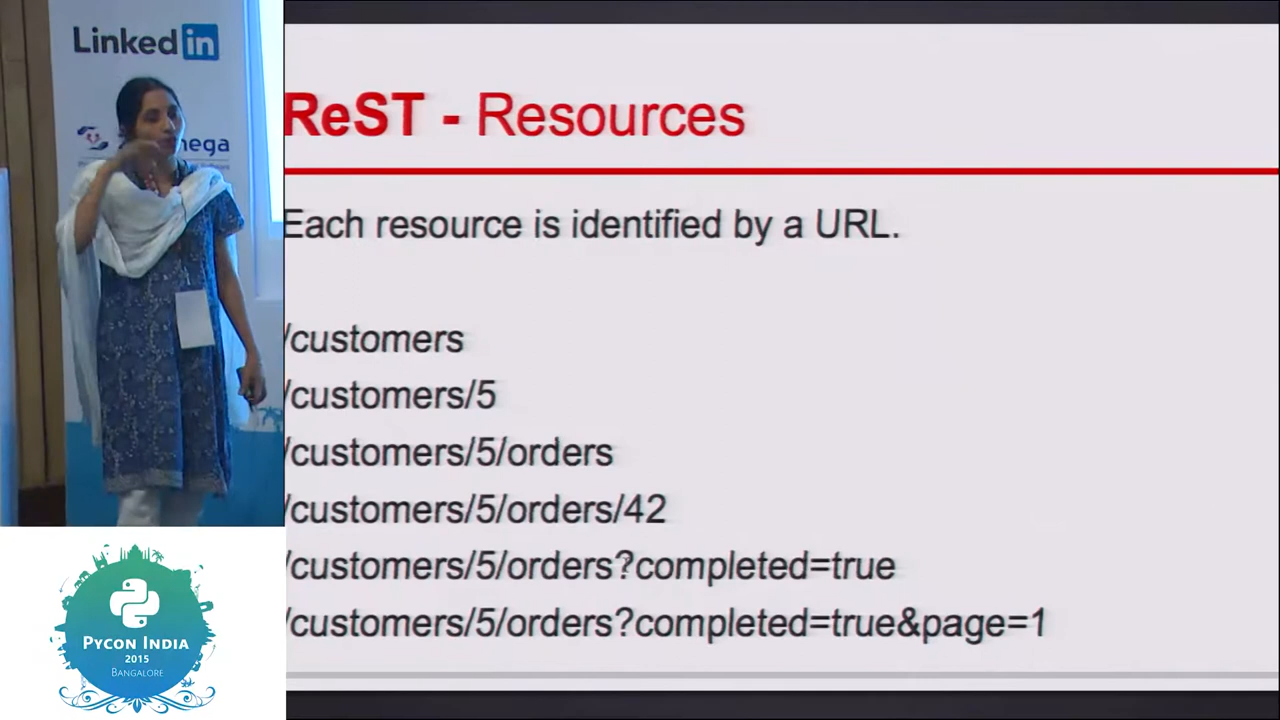 Linked in
nega
ReST - Resources
Each resource is identified by a URL.
/customers
/customers/5
/customers/5/orders
/customers/5/orders/42
/customers/5/orders?completed=true
/customers/5/orders?completed=true&page=1
PYCON INDIA
2015
BANGALORE